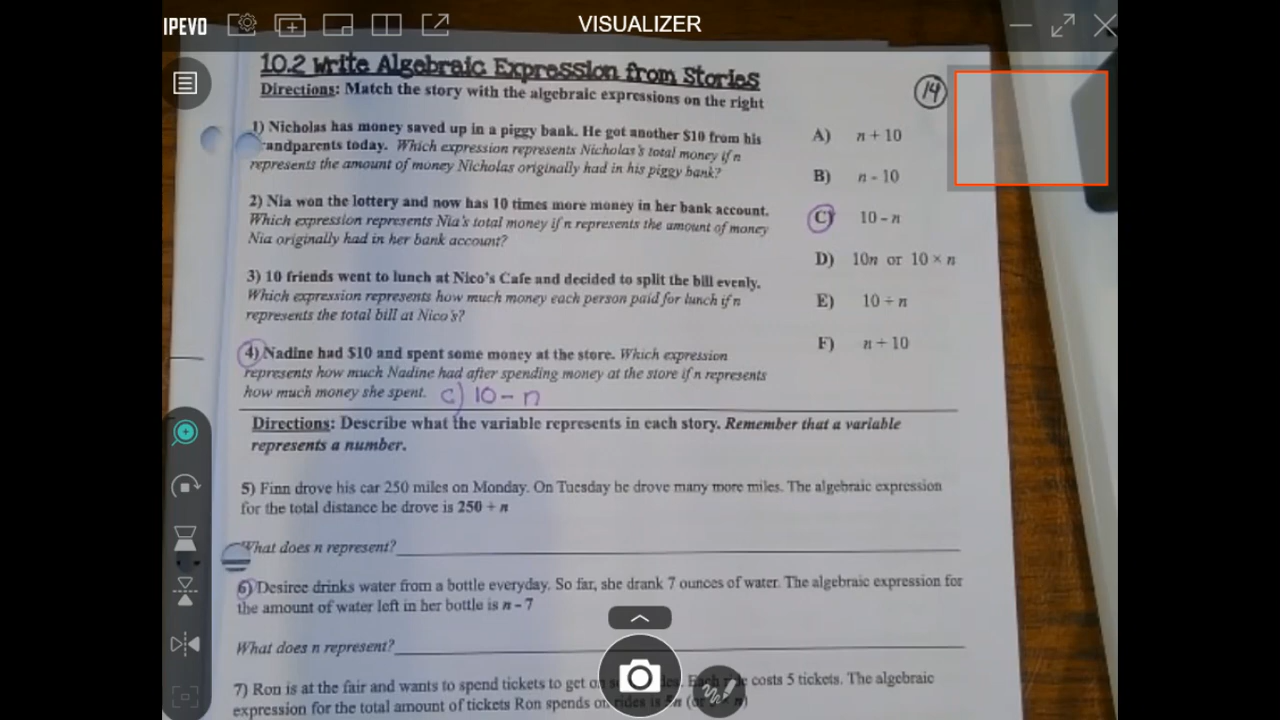 IPEVO
VISUALIZER
10.2 Write Algebraic Expression from Stories
Directions: Match the story with the algebraic expressions on the right
14
1) Nicholas has money saved up in a piggy bank. He got another $10 from his
randparents today. Which expression represents Nicholas's total money if n
represents the amount of money Nicholas originally had in his piggy bank?
2) Nia won the lottery and now has 10 times more money in her bank account.
Which expression represents Nia's total money if n represents the amount of money
Nia originally had in her bank account?
3) 10 friends went to lunch at Nico's Cafe and decided to split the bill evenly.
Which expression represents how much money each person paid for lunch if n
represents the total bill at Nico's?
4) Nadine had $10 and spent some money at the store. Which expression
represents how much Nadine had after spending money at the store if n represents
how much money she spent. C) 10 - n
A) n + 10
B) n - 10
C) 10 - n
D) 10n or 10 × n
E) 10 ÷ n
F) n ÷ 10
Directions: Describe what the variable represents in each story. Remember that a variable
represents a number.
5) Finn drove his car 250 miles on Monday. On Tuesday he drove many more miles. The algebraic expression
for the total distance he drove is 250 + n
What does n represent?
6) Desiree drinks water from a bottle everyday. So far, she drank 7 ounces of water. The algebraic expression for
the amount of water left in her bottle is n - 7
What does n represent?
7) Ron is at the fair and wants to spend tickets to get on costs 5 tickets. The algebraic
expression for the total amount of tickets Ron spends on rides is 5n (or n)